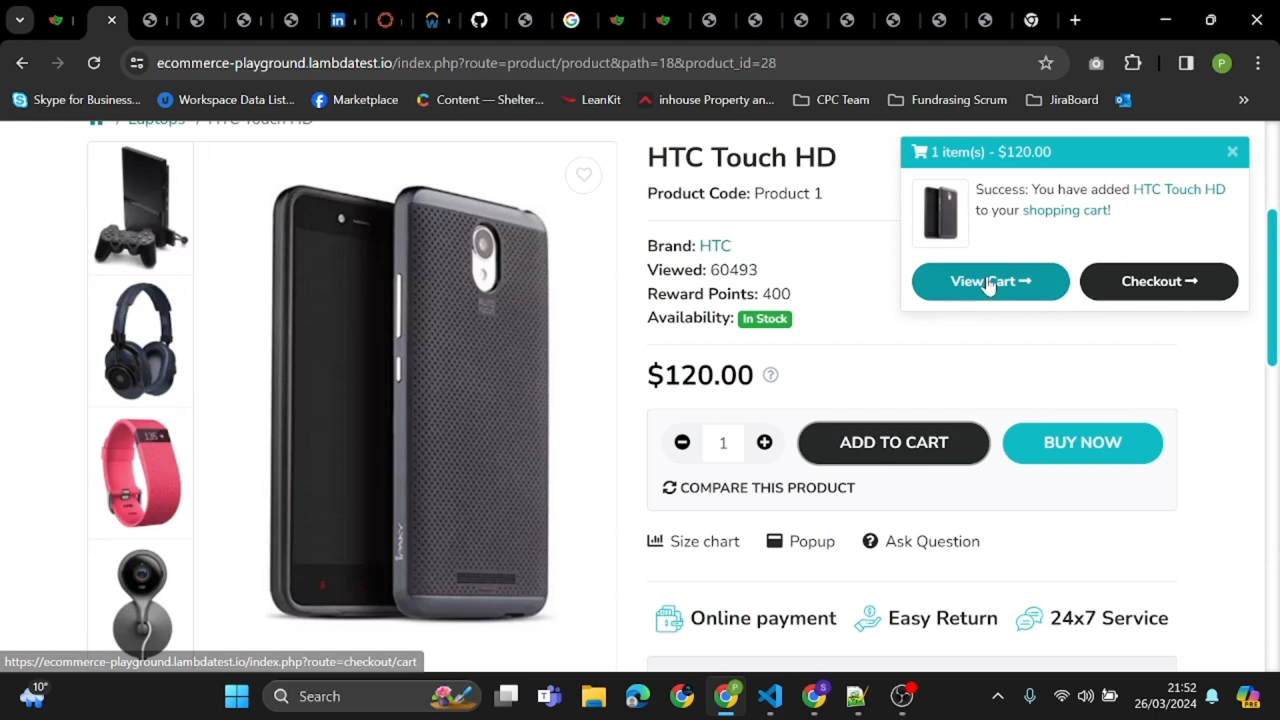 ecommerce-playground.lambdatest.io/index.php?route=product/product&path=18&product_id=28
Skype for Business...
Workspace Data List...
Marketplace
Content — Shelter...
LeanKit
inhouse Property an...
CPC Team
Fundrasing Scrum
JiraBoard
/ Laptops / HTC Touch HD
HTC Touch HD
Product Code: Product 1
1 item(s) - $120.00
Success: You have added HTC Touch HD
to your shopping cart!
View Cart
Checkout
Brand: HTC
Viewed: 60493
Reward Points: 400
Availability: In Stock
$120.00
1
ADD TO CART
BUY NOW
COMPARE THIS PRODUCT
Size chart
Popup
Ask Question
Online payment
Easy Return
24x7 Service
https://ecommerce-playground.lambdatest.io/index.php?route=checkout/cart
10°
Search
21:52
26/03/2024